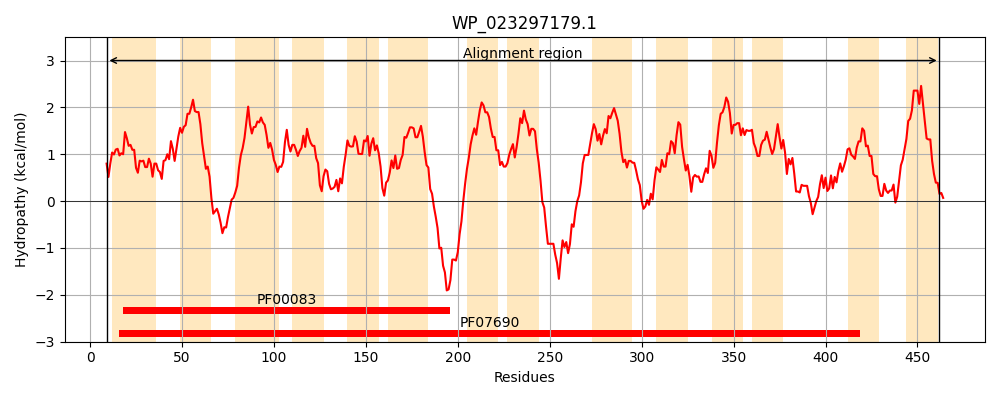 WP_023297179.1
Hydropathy (kcal/mol)
3
2
1
0
−1
−2
−3
Alignment region
PF00083
PF07690
0 50 100 150 200 250 300 350 400 450
Residues